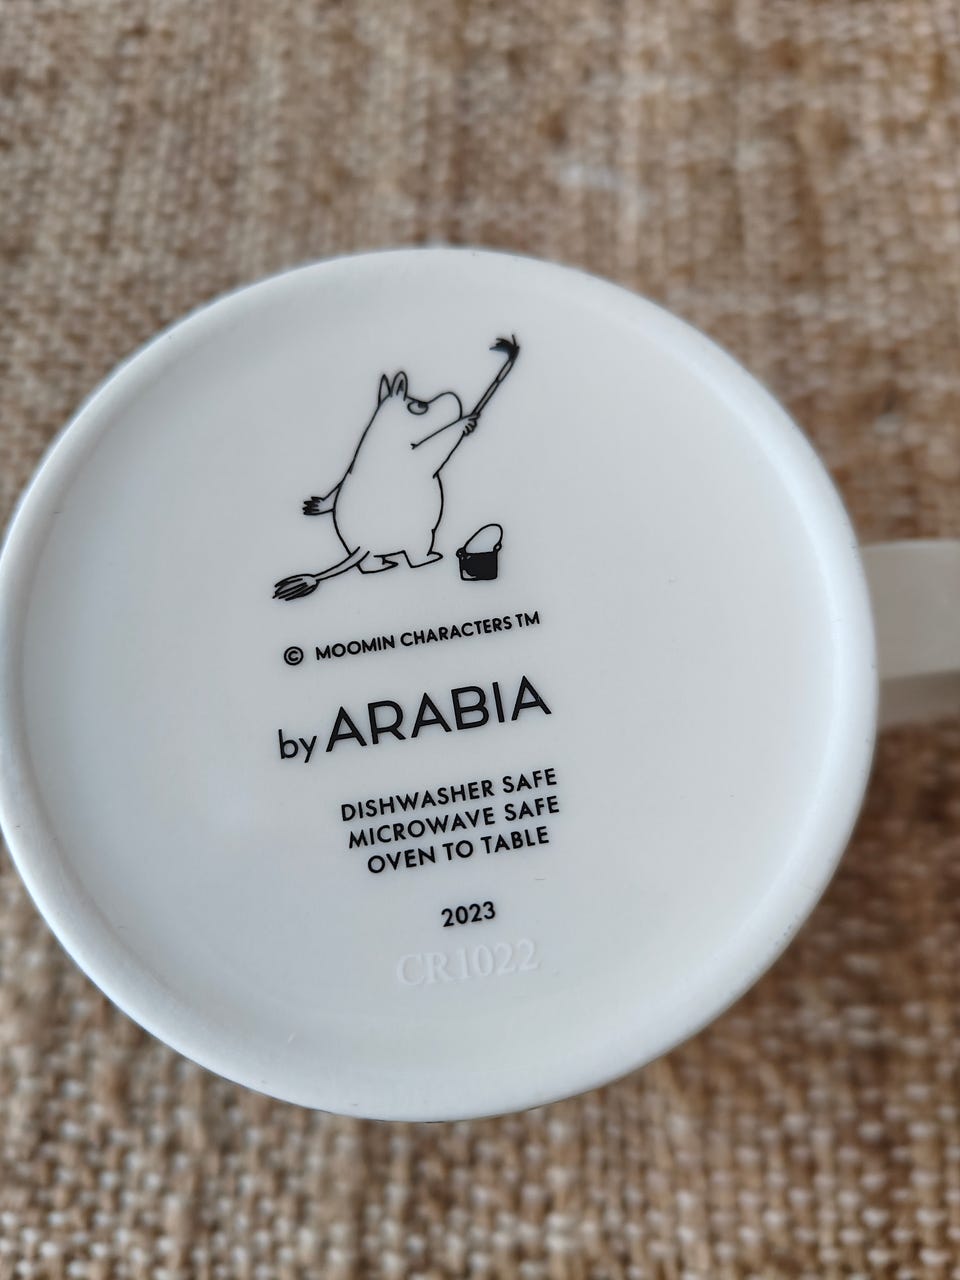 © MOOMIN CHARACTERS TM
by ARABIA
DISHWASHER SAFE
MICROWAVE SAFE
OVEN TO TABLE
2023
CR1022